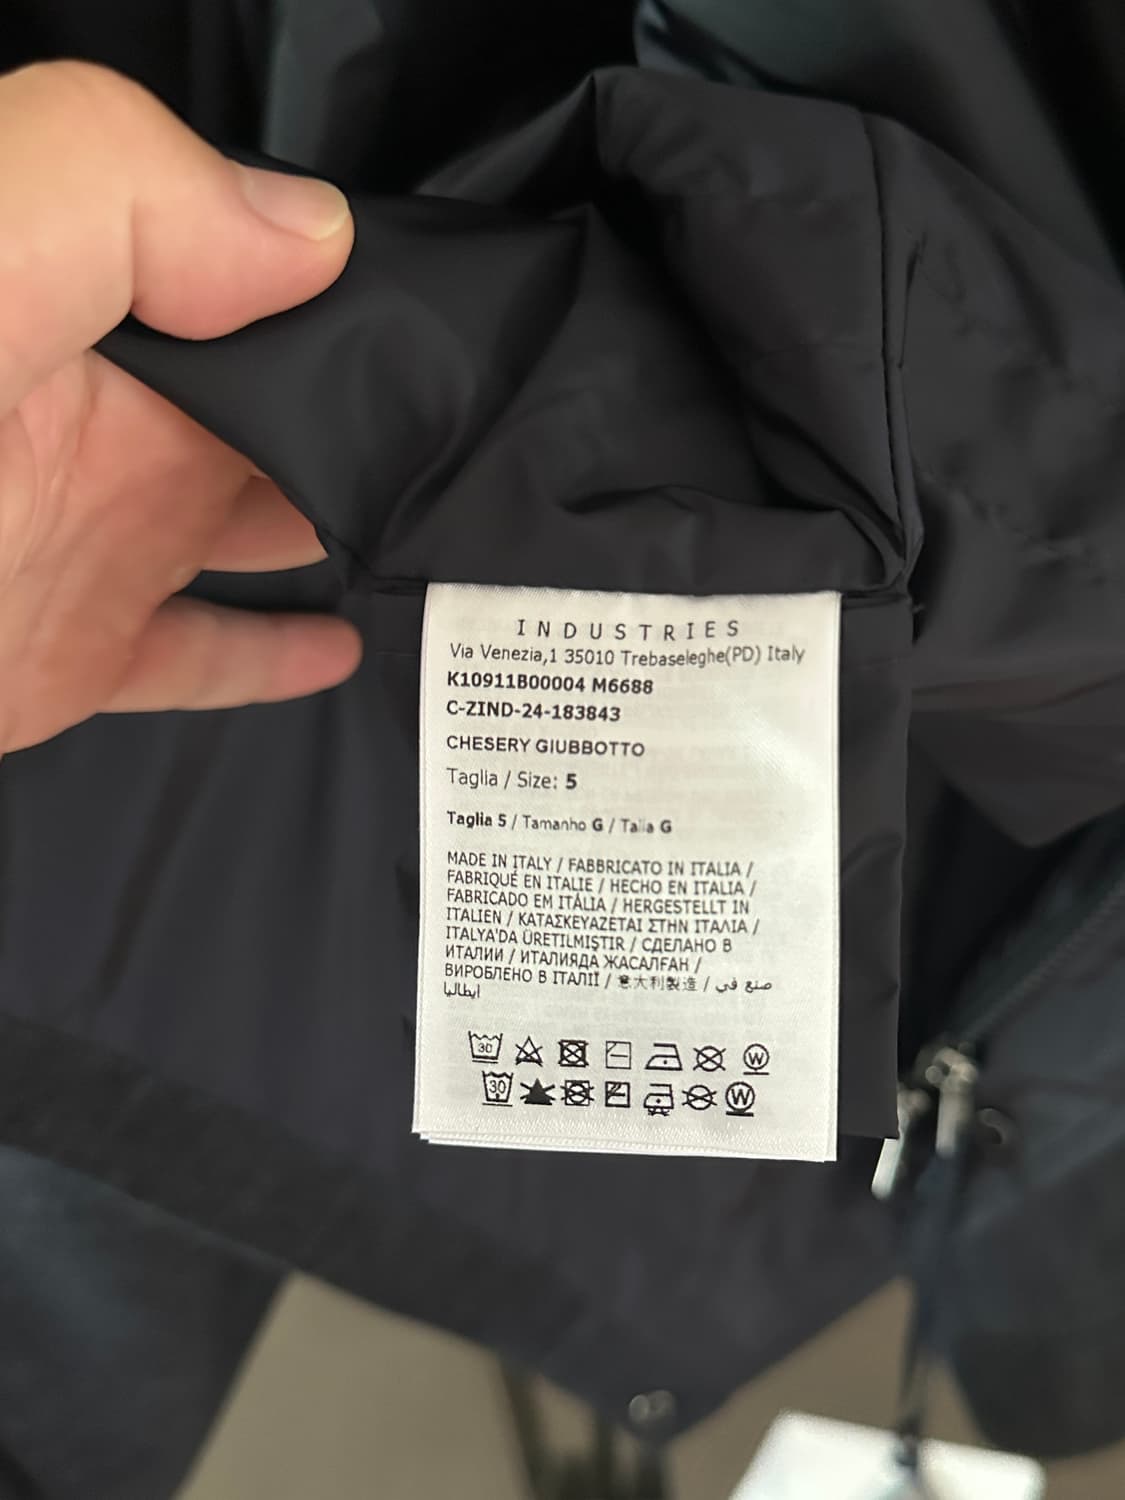 INDUSTRIES
Via Venezia,1 35010 Trebaseleghe(PD) Italy
K10911B00004 M6688
C-ZIND-24-183843
CHESERY GIUBBOTTO
Taglia / Size: 5
Taglia 5 / Tamanho G / Talla G
MADE IN ITALY / FABBRICATO IN ITALIA /
FABRIQUÉ EN ITALIE / HECHO EN ITALIA /
FABRICADO EM ITÁLIA / HERGESTELLT IN
ITALIEN / ΚΑΤΑΣΚΕΥΑΖΕΤΑΙ ΣΤΗΝ ΙΤΑΛΙΑ /
ITALYA'DA ÜRETILMIŞTIR / СДЕЛАНО В
ИТАЛИИ / ИТАЛИЯДА ЖАСАЛҒАН /
ВИРОБЛЕНО В ІТАЛІЇ / 意大利製造 / صنع في
ايطاليا
30 W
30 W